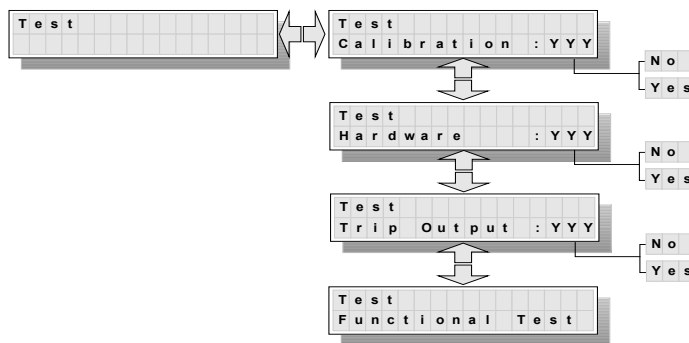 Test
Test
Calibration :YYY
No
Yes
Test
Hardware :YYY
No
Yes
Test
Trip Output :YYY
No
Yes
Test
Functional Test